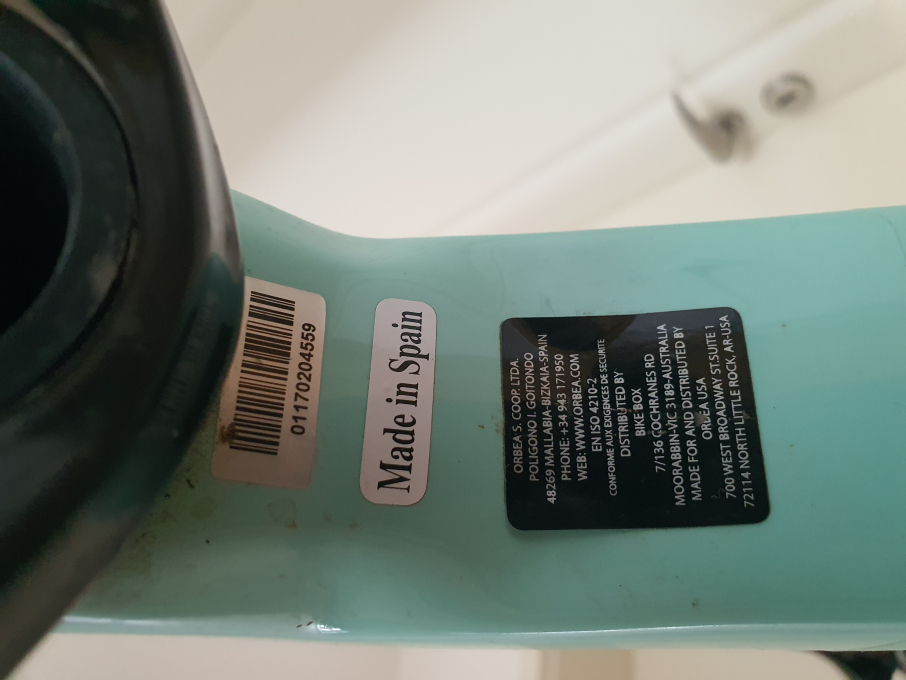 01170204559
Made in Spain
ORBEA S. COOP. LTDA.
POLIGONO I. GOITONDO
48269 MALLABIA-BIZKAIA-SPAIN
PHONE: +34 943 171950
WEB: WWW.ORBEA.COM
EN ISO 4210-2
CONFORME AUX EXIGENCES DE SECURITE
DISTRIBUTED BY
BIKE BOX
7/136 COCHRANES RD
MOORABBIN-VIC 3189-AUSTRALIA
MADE FOR AND DISTRIBUTED BY
ORBEA USA
700 WEST BROADWAY ST.SUITE 1
72114 NORTH LITTLE ROCK. AR-USA